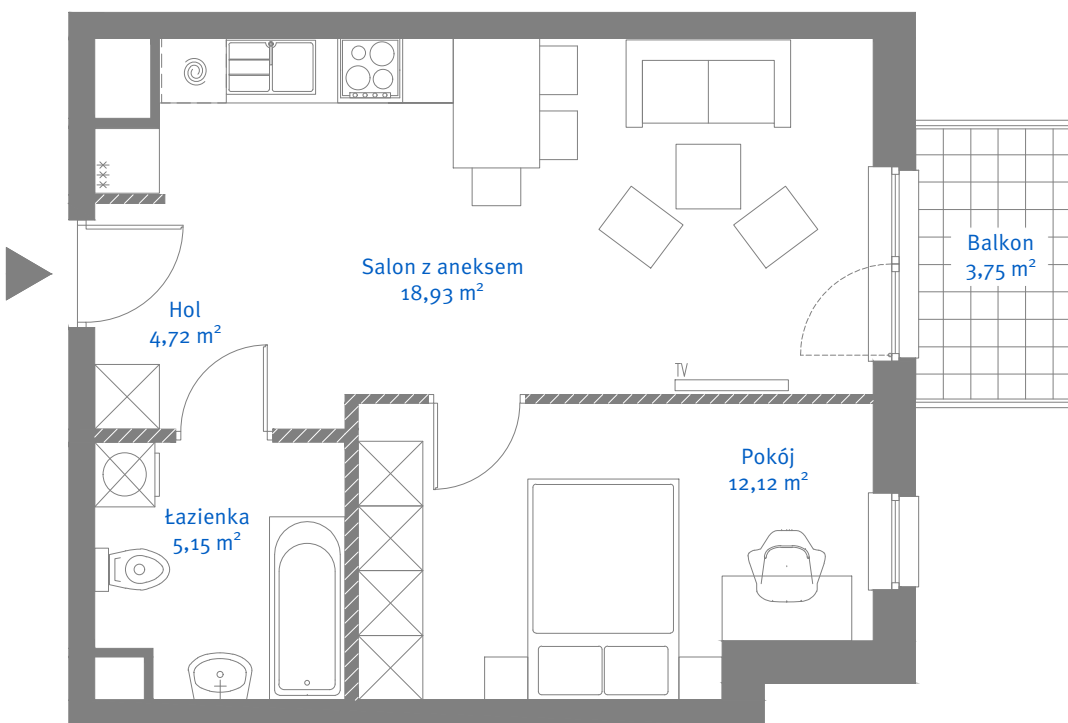 Salon z aneksem
18,93 m²
Balkon
3,75 m²
Hol
4,72 m²
TV
Pokój
12,12 m²
Łazienka
5,15 m²